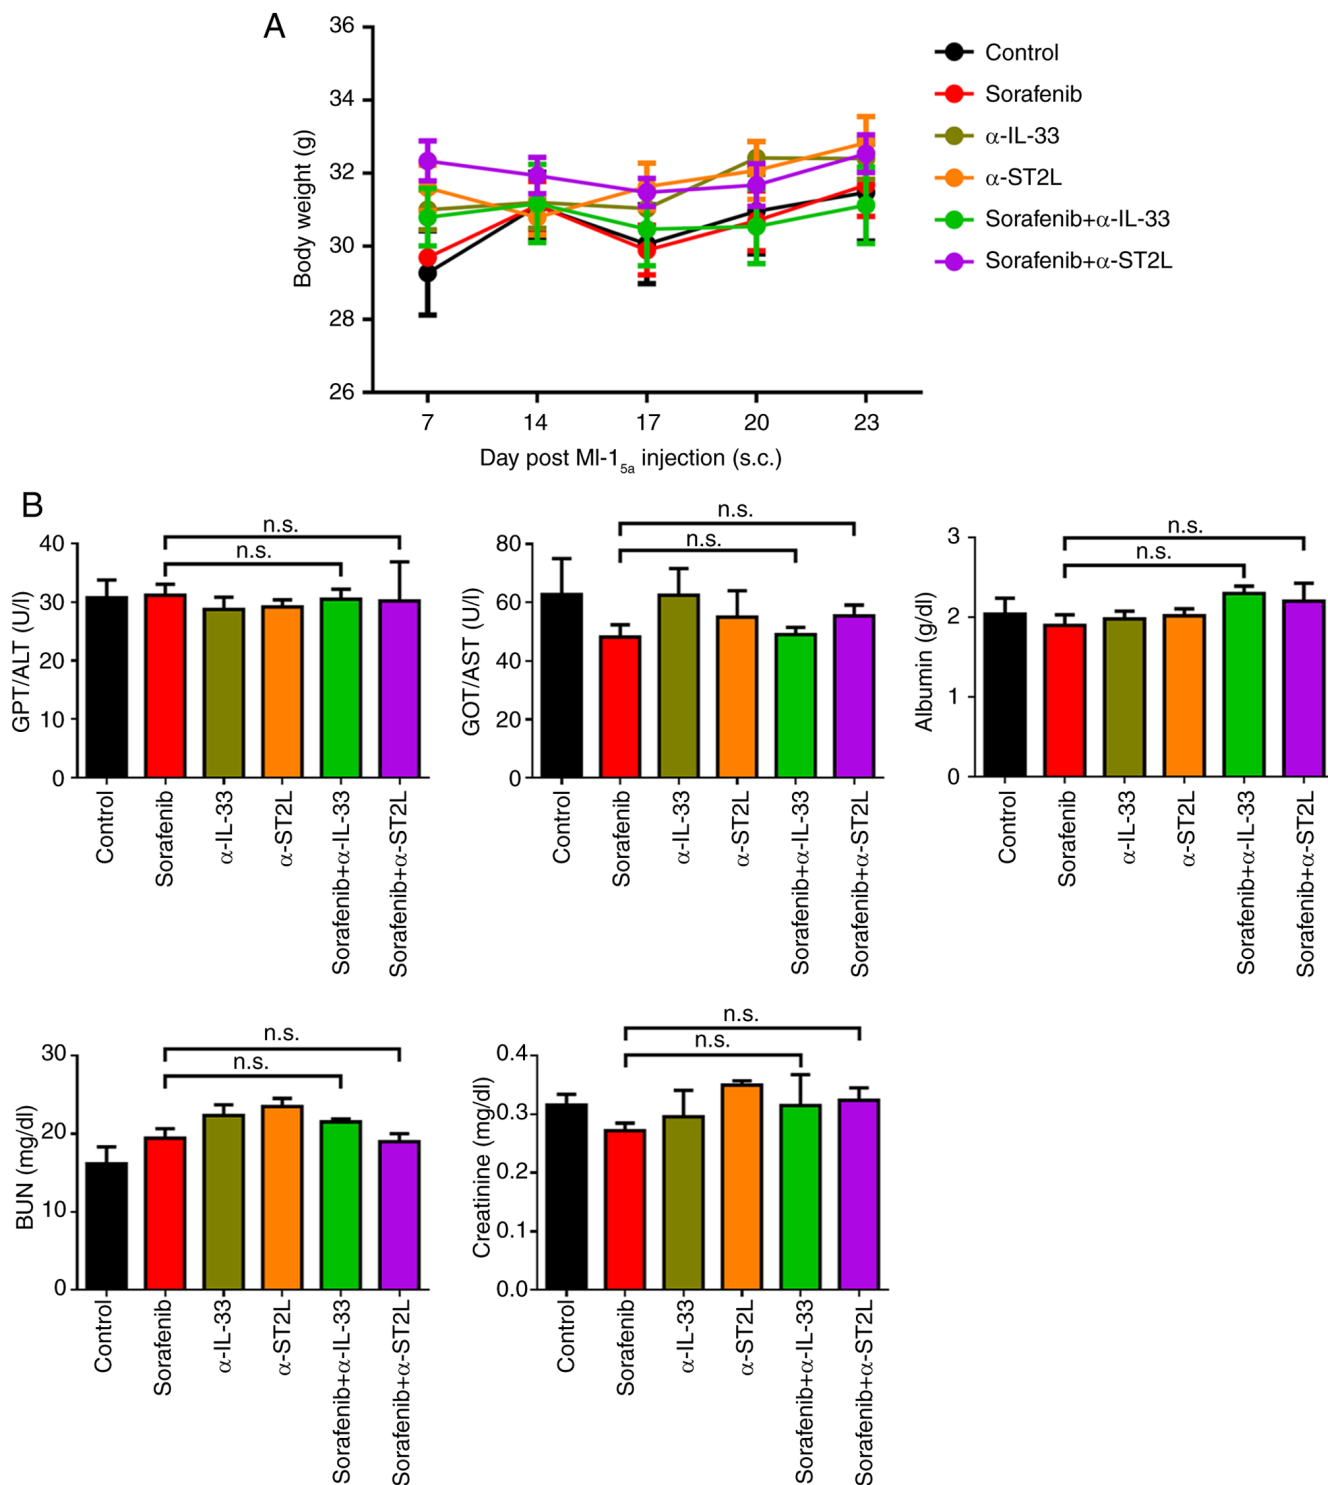 A
36
34
32
30
28
26
Body weight (g)
7 14 17 20 23
Day post Ml-1₅ₐ injection (s.c.)
Control
Sorafenib
α-IL-33
α-ST2L
Sorafenib+α-IL-33
Sorafenib+α-ST2L
B
n.s.
n.s.
40
30
20
10
0
GPT/ALT (U/l)
Control
Sorafenib
α-IL-33
α-ST2L
Sorafenib+α-IL-33
Sorafenib+α-ST2L
n.s.
n.s.
80
60
40
20
0
GOT/AST (U/l)
Control
Sorafenib
α-IL-33
α-ST2L
Sorafenib+α-IL-33
Sorafenib+α-ST2L
n.s.
n.s.
3
2
1
0
Albumin (g/dl)
Control
Sorafenib
α-IL-33
α-ST2L
Sorafenib+α-IL-33
Sorafenib+α-ST2L
n.s.
n.s.
30
20
10
0
BUN (mg/dl)
Control
Sorafenib
α-IL-33
α-ST2L
Sorafenib+α-IL-33
Sorafenib+α-ST2L
n.s.
n.s.
0.4
0.3
0.2
0.1
0.0
Creatinine (mg/dl)
Control
Sorafenib
α-IL-33
α-ST2L
Sorafenib+α-IL-33
Sorafenib+α-ST2L